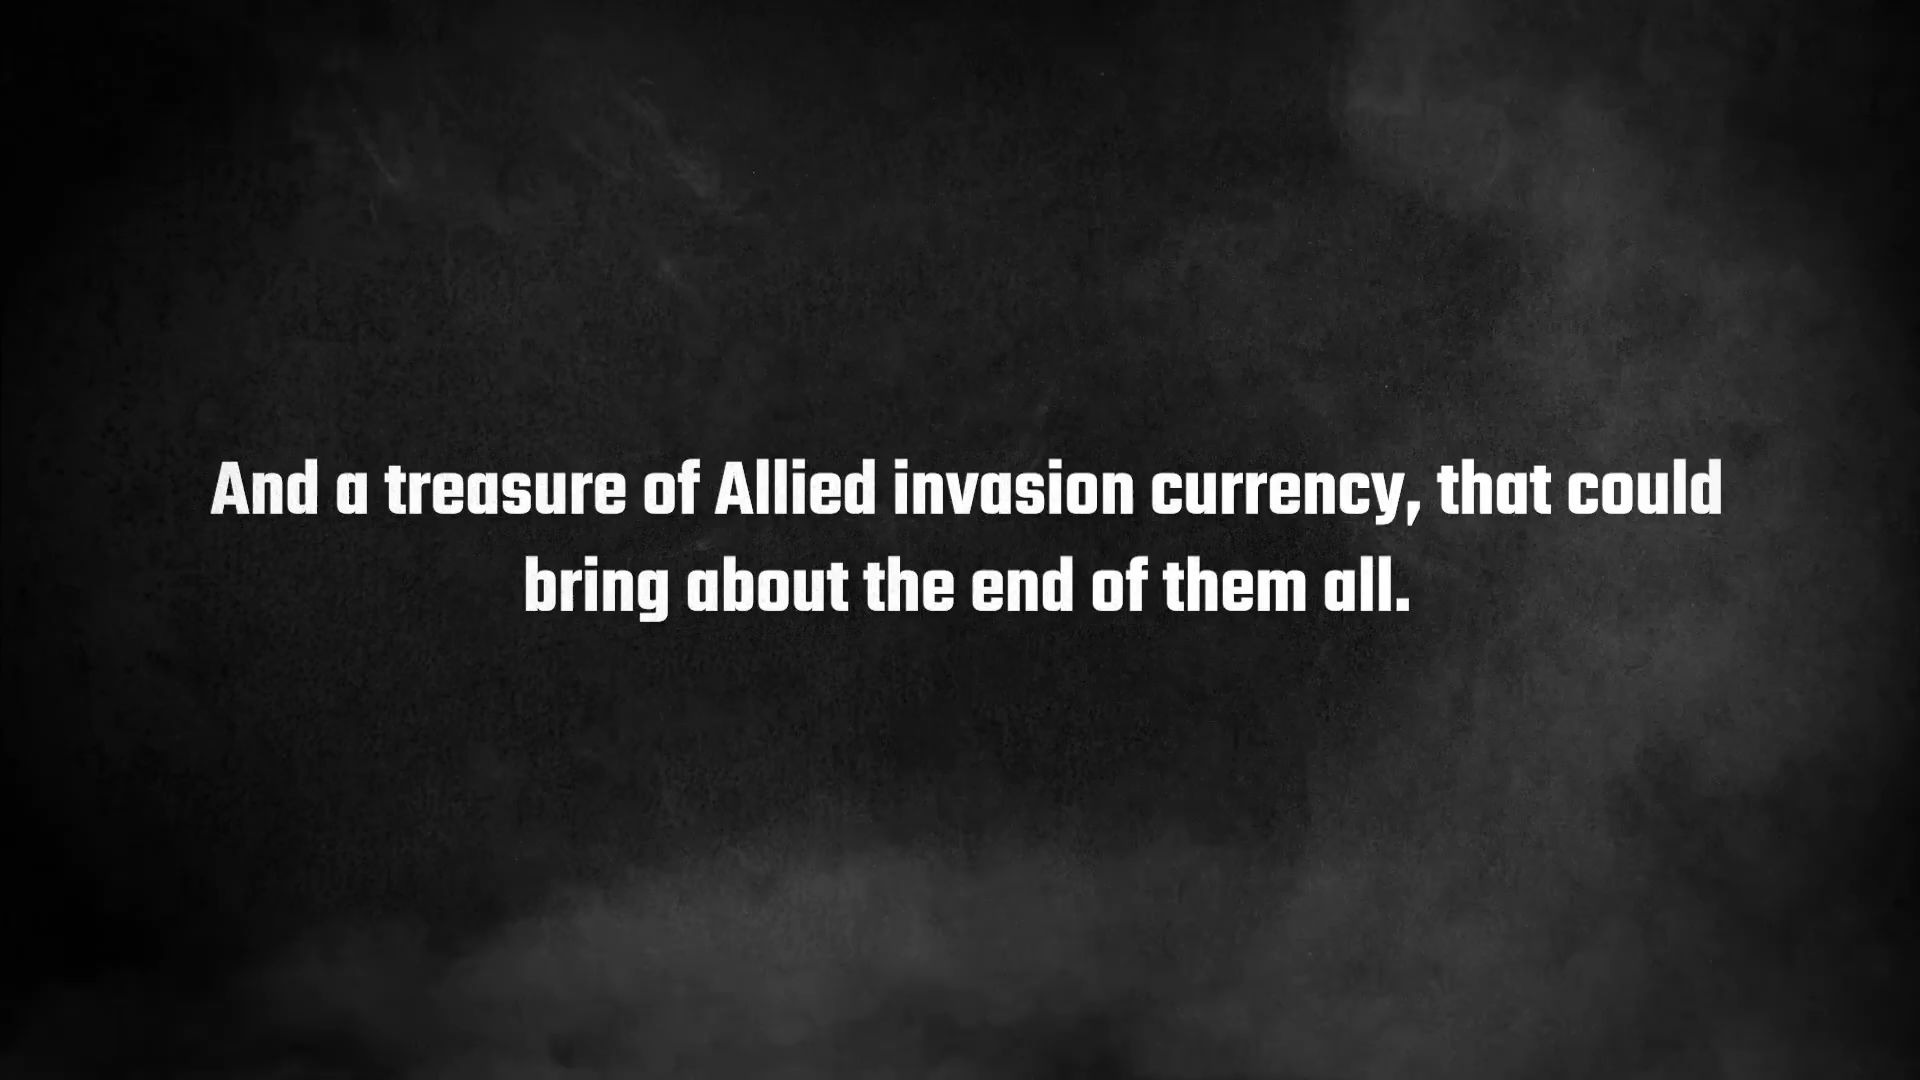 And a treasure of Allied invasion currency, that could
bring about the end of them all.